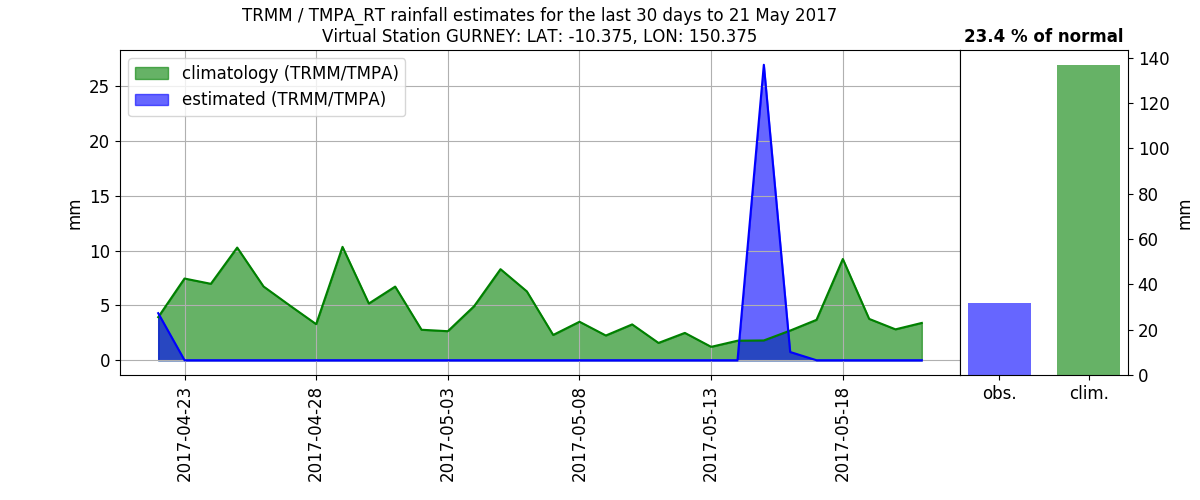 TRMM / TMPA_RT rainfall estimates for the last 30 days to 21 May 2017
Virtual Station GURNEY: LAT: -10.375, LON: 150.375
23.4 % of normal
climatology (TRMM/TMPA)
estimated (TRMM/TMPA)
mm
25
20
15
10
5
0
2017-04-23
2017-04-28
2017-05-03
2017-05-08
2017-05-13
2017-05-18
140
120
100
80
60
40
20
0
mm
obs.
clim.